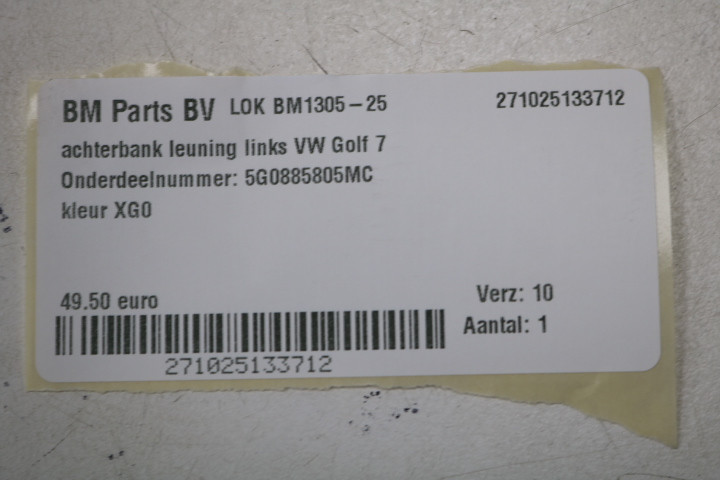 BM Parts BV LOK BM1305-25 271025133712
achterbank leuning links VW Golf 7
Onderdeelnummer: 5G0885805MC
kleur XG0
49.50 euro
Verz: 10
Aantal: 1
271025133712